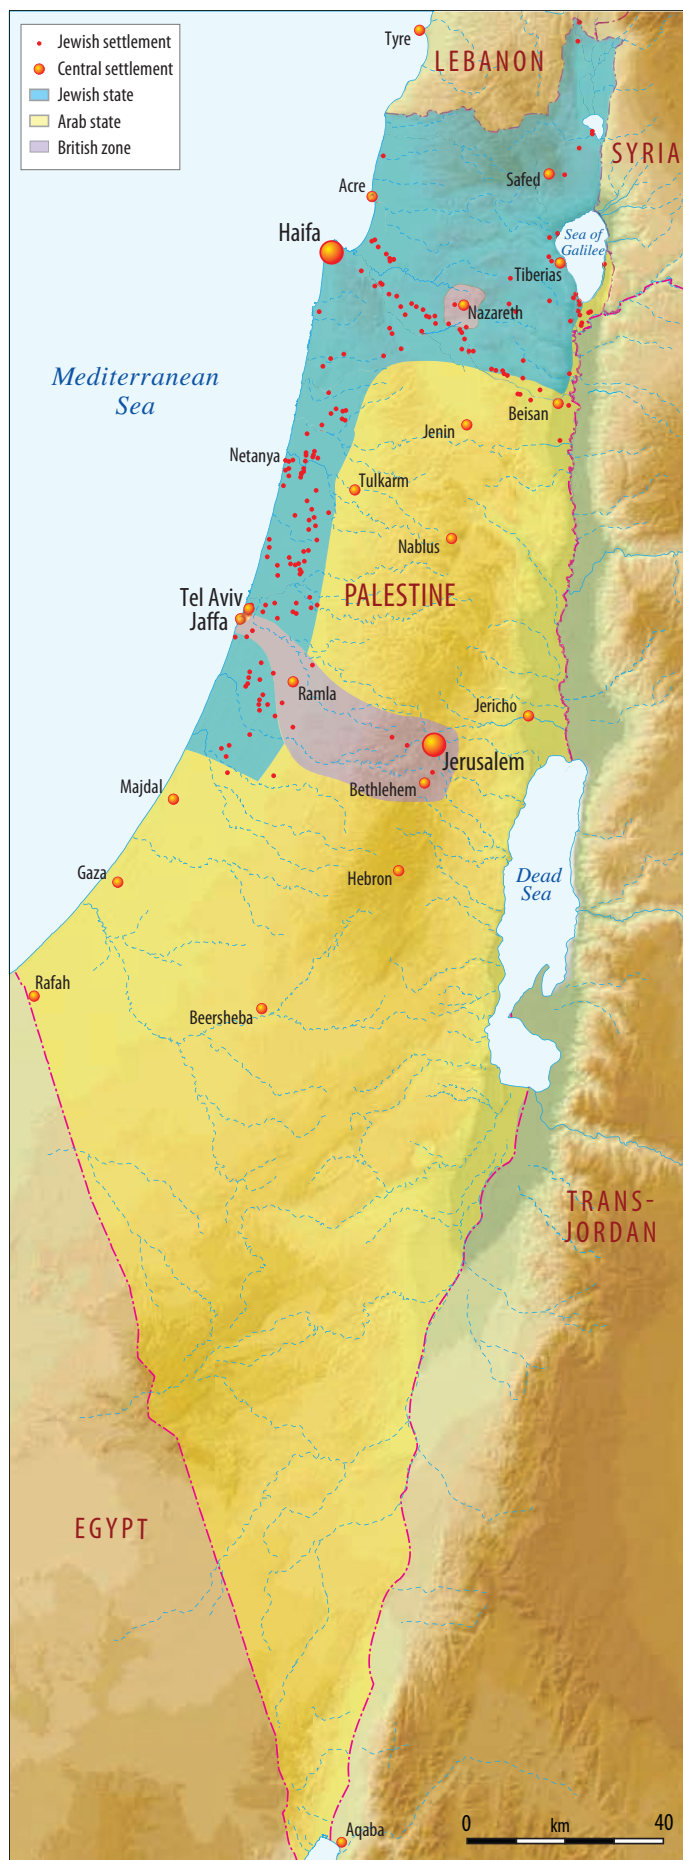 Jewish settlement
Central settlement
Jewish state
Arab state
British zone
Tyre
LEBANON
SYRIA
Safed
Acre
Haifa
Sea of
Galilee
Tiberias
Nazareth
Mediterranean
Sea
Beisan
Jenin
Netanya
Tulkarm
Nablus
Tel Aviv
Jaffa
PALESTINE
Ramla
Jericho
Jerusalem
Bethlehem
Majdal
Gaza
Hebron
Dead
Sea
Rafah
Beersheba
TRANS-
JORDAN
EGYPT
0 km 40
Aqaba